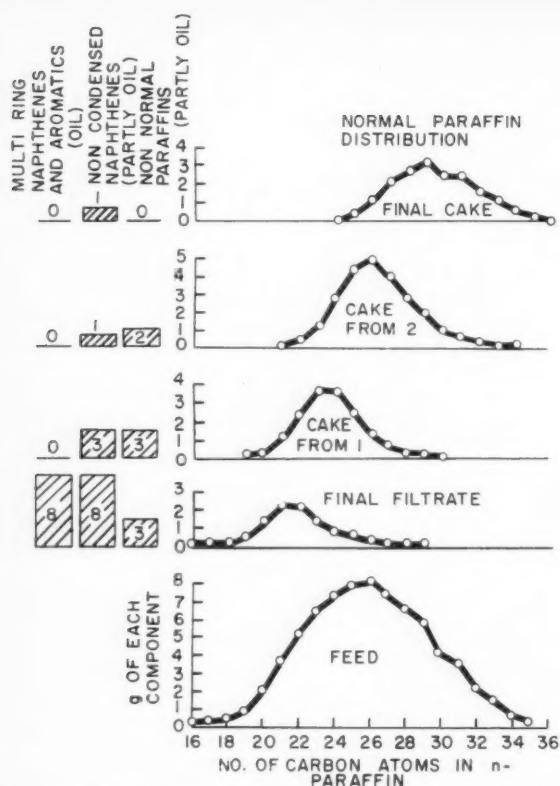 MULTI RING
NAPHTHENES
AND AROMATICS
(OIL)
NON CONDENSED
NAPHTHENES
(PARTLY OIL)
NON NORMAL
PARAFFINS
(PARTLY OIL)
NORMAL PARAFFIN
DISTRIBUTION
4
3
2
1
0
0 1 0
FINAL CAKE
5
4
3
2
1
0
0 1 2
CAKE
FROM 2
4
3
2
1
0
0 3 3
CAKE
FROM 1
3
2
1
0
8 8 3
FINAL FILTRATE
8
7
6
5
4
3
2
1
0
g OF EACH
COMPONENT
FEED
16 20 24 28 32 36
18 22 26 30 34
NO. OF CARBON ATOMS IN n-
PARAFFIN